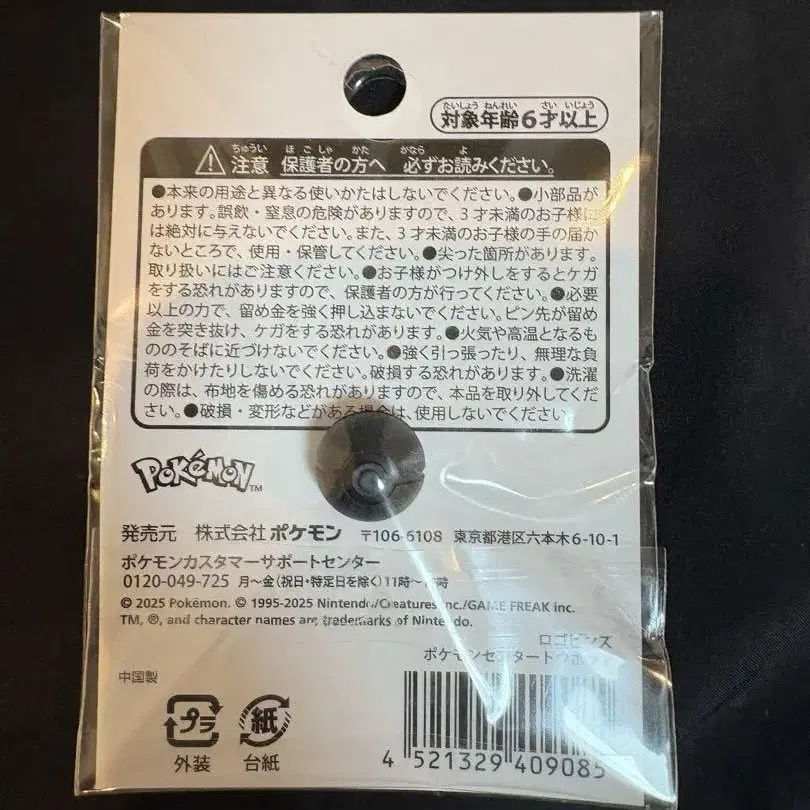 たいしょう ねんれい さい いじょう
対象年齢6才以上
ちゅうい ほごしゃ かた かなら よ
注意 保護者の方へ 必ずお読みください。
●本来の用途と異なる使いかたはしないでください。●小部品が
あります。誤飲・窒息の危険がありますので、3才未満のお子様に
は絶対に与えないでください。また、3才未満のお子様の手の届か
ないところで、使用・保管してください。●尖った箇所があります。
取り扱いにはご注意ください。●お子様がつけ外しをするとケガ
をする恐れがありますので、保護者の方が行ってください。●必要
以上の力で、留め金を強く押し込まないでください。ピン先が留め
金を突き抜け、ケガをする恐れがあります。●火気や高温となるも
ののそばに近づけないでください。●強く引っ張ったり、無理な負
荷をかけたりしないでください。破損する恐れがあります。●洗濯
の際は、布地を傷める恐れがありますので、本品を取り外してくだ
さい。●破損・変形などがある場合は、使用しないでください。
POKéMON TM
発売元 株式会社ポケモン 〒106-6108 東京都港区六本木6-10-1
ポケモンカスタマーサポートセンター
0120-049-725 月~金(祝日・特定日を除く)11時~
© 2025 Pokémon. © 1995-2025 Nintendo/Creatures Inc./GAME FREAK inc.
TM, ®, and character names are trademarks of Nintendo.
ロゴピンズ
ポケモンセンタートウホク
中国製
プラ 紙
外装 台紙
4 521329 409085